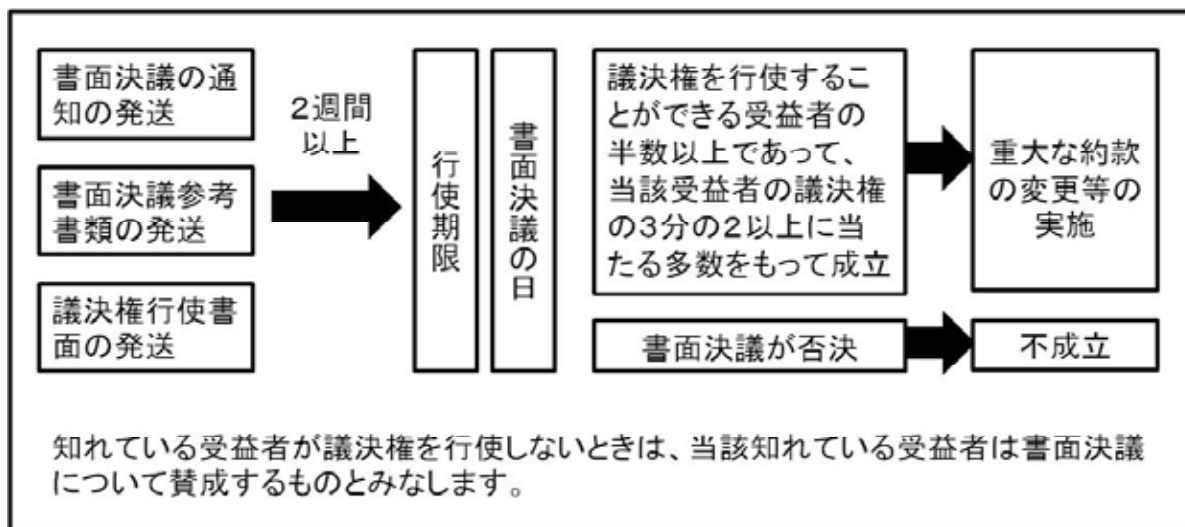 書面決議の通
知の発送
書面決議参考
書類の発送
議決権行使書
面の発送
2週間
以上
行使期限
書面決議の日
議決権を行使するこ
とができる受益者の
半数以上であって、
当該受益者の議決権
の3分の2以上に当
たる多数をもって成立
重大な約款
の変更等の
実施
書面決議が否決
不成立
知れている受益者が議決権を行使しないときは、当該知れている受益者は書面決議
について賛成するものとみなします。